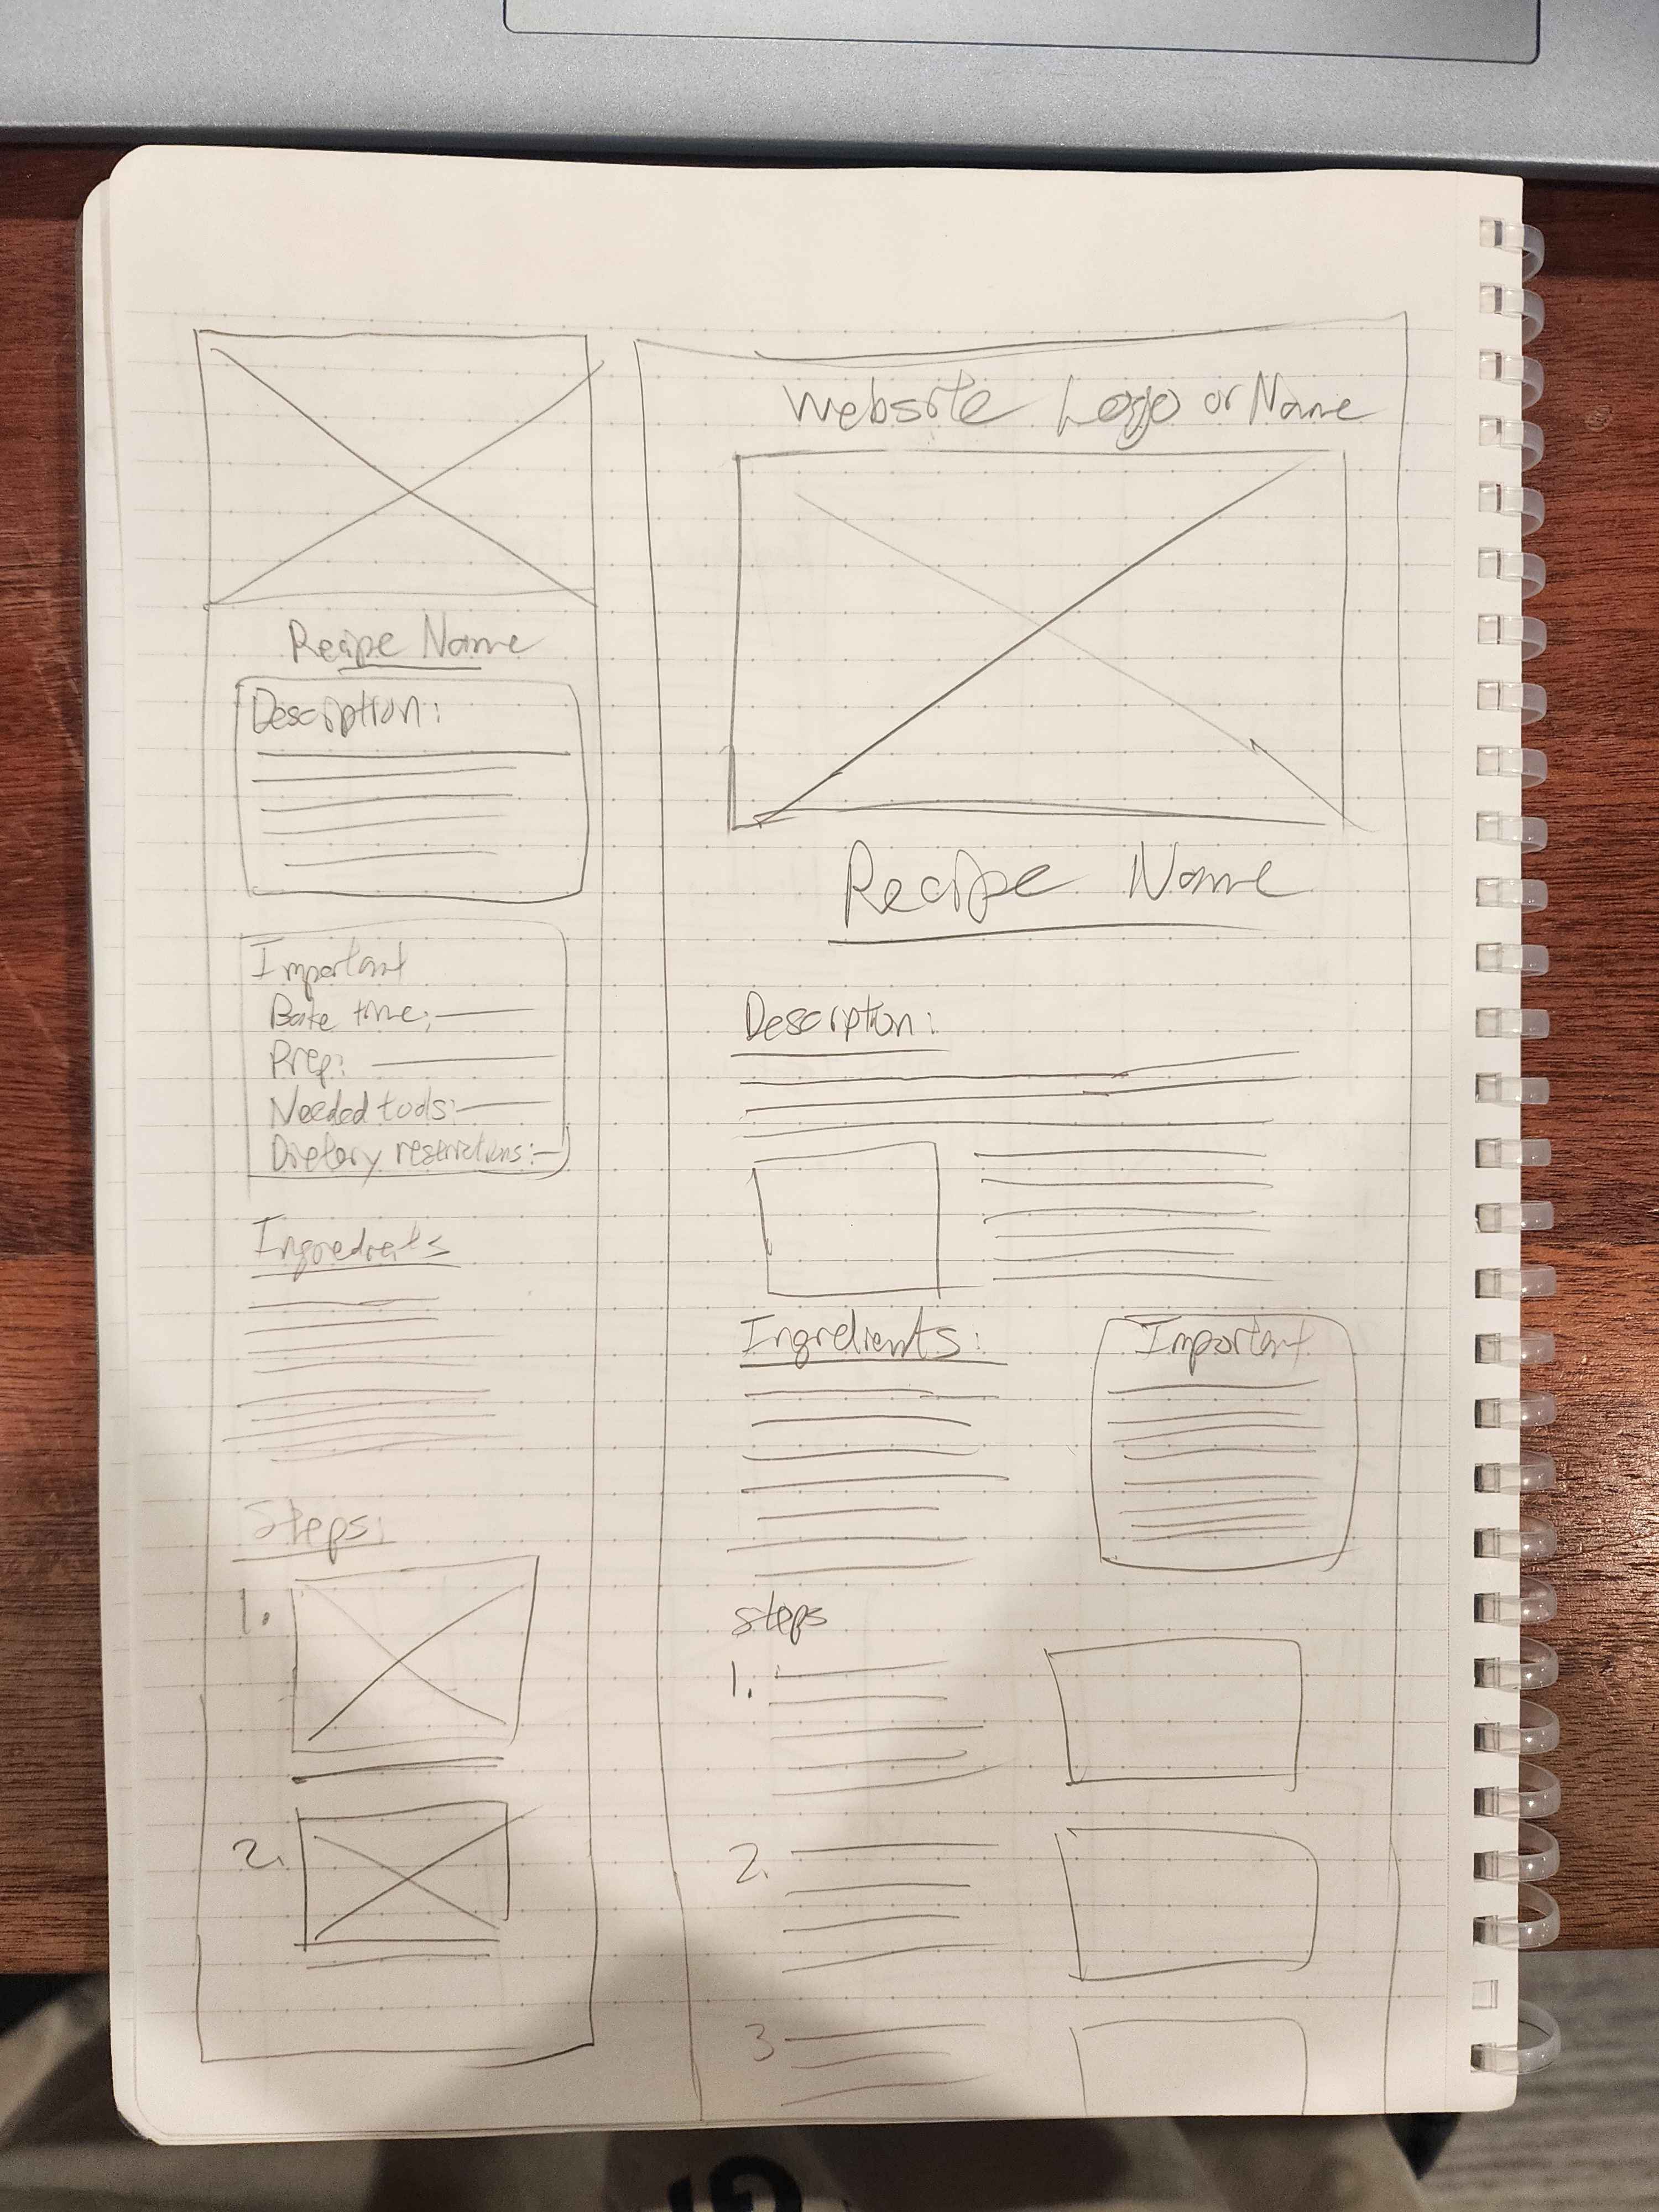 Recipe Name
Description:
Important
Bake time:
Prep:
Needed tools:
Dietary restrictions:
Ingredients
Steps:
1.
2.
Website Logo or Name
Recipe Name
Description:
Ingredients:
Important
Steps
1.
2.
3